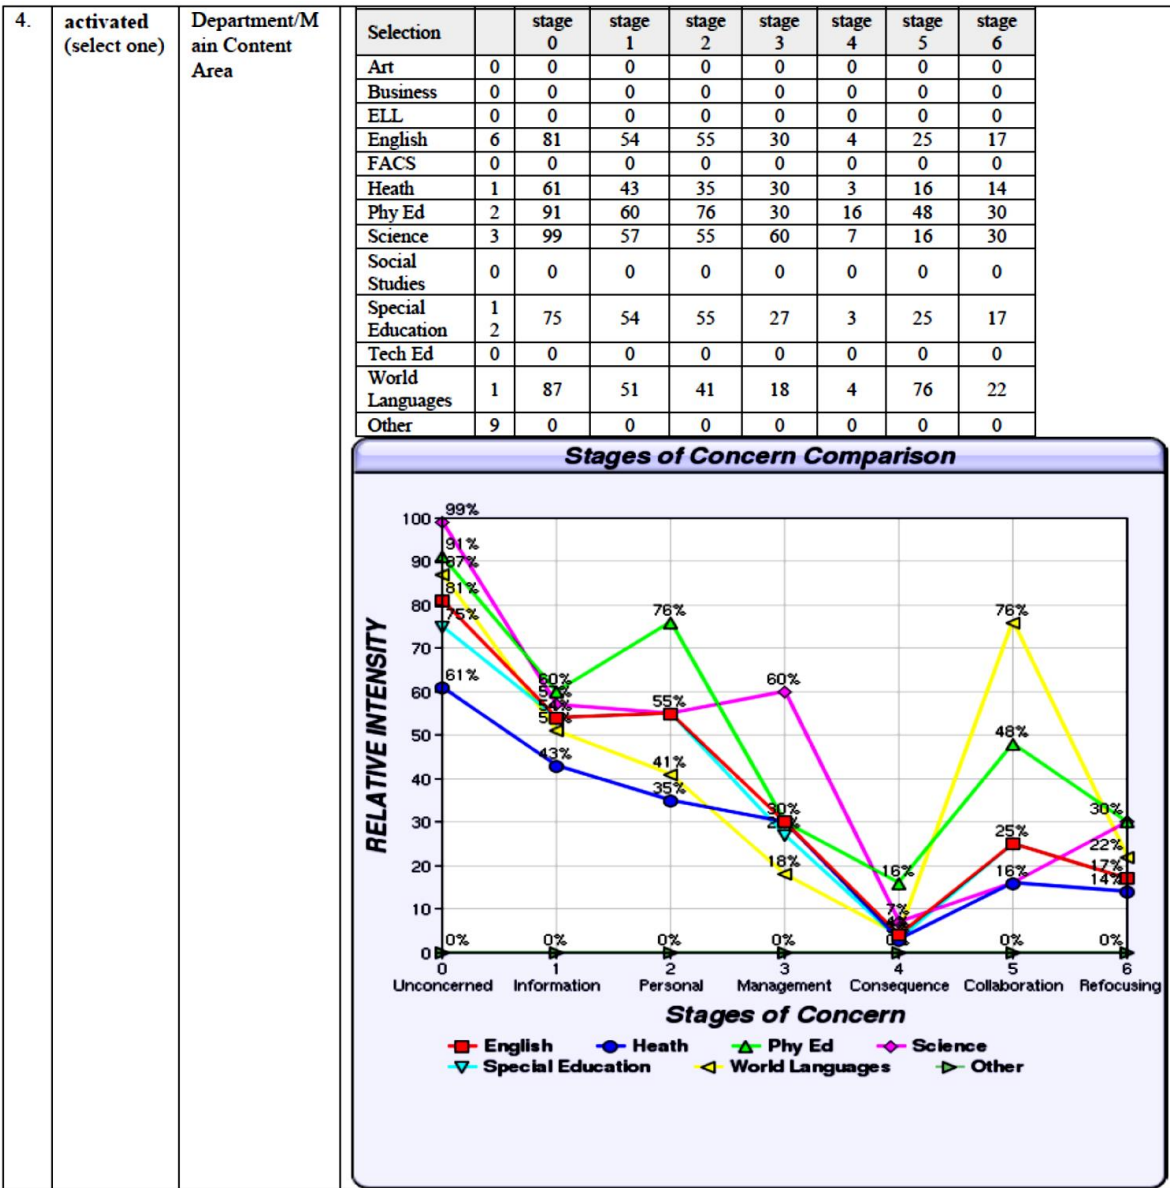 4. activated Department/M
(select one) ain Content
Area
Selection stage 0 stage 1 stage 2 stage 3 stage 4 stage 5 stage 6
Art 0 0 0 0 0 0 0 0
Business 0 0 0 0 0 0 0 0
ELL 0 0 0 0 0 0 0 0
English 6 81 54 55 30 4 25 17
FACS 0 0 0 0 0 0 0 0
Heath 1 61 43 35 30 3 16 14
Phy Ed 2 91 60 76 30 16 48 30
Science 3 99 57 55 60 7 16 30
Social
Studies 0 0 0 0 0 0 0 0
Special
Education 12 75 54 55 27 3 25 17
Tech Ed 0 0 0 0 0 0 0 0
World
Languages 1 87 51 41 18 4 76 22
Other 9 0 0 0 0 0 0 0
Stages of Concern Comparison
99%
100
91%
90
87%
81%
80
75%
76% 76%
70
61% 60% 60%
60
55%
50
48%
43% 41%
40
35%
30% 30%
30
25%
22%
20
18% 16% 16% 17%
14%
10
7%
0
0% 0% 0% 0% 0% 0%
RELATIVE INTENSITY
0 1 2 3 4 5 6
Unconcerned Information Personal Management Consequence Collaboration Refocusing
Stages of Concern
English Heath Phy Ed Science
Special Education World Languages Other